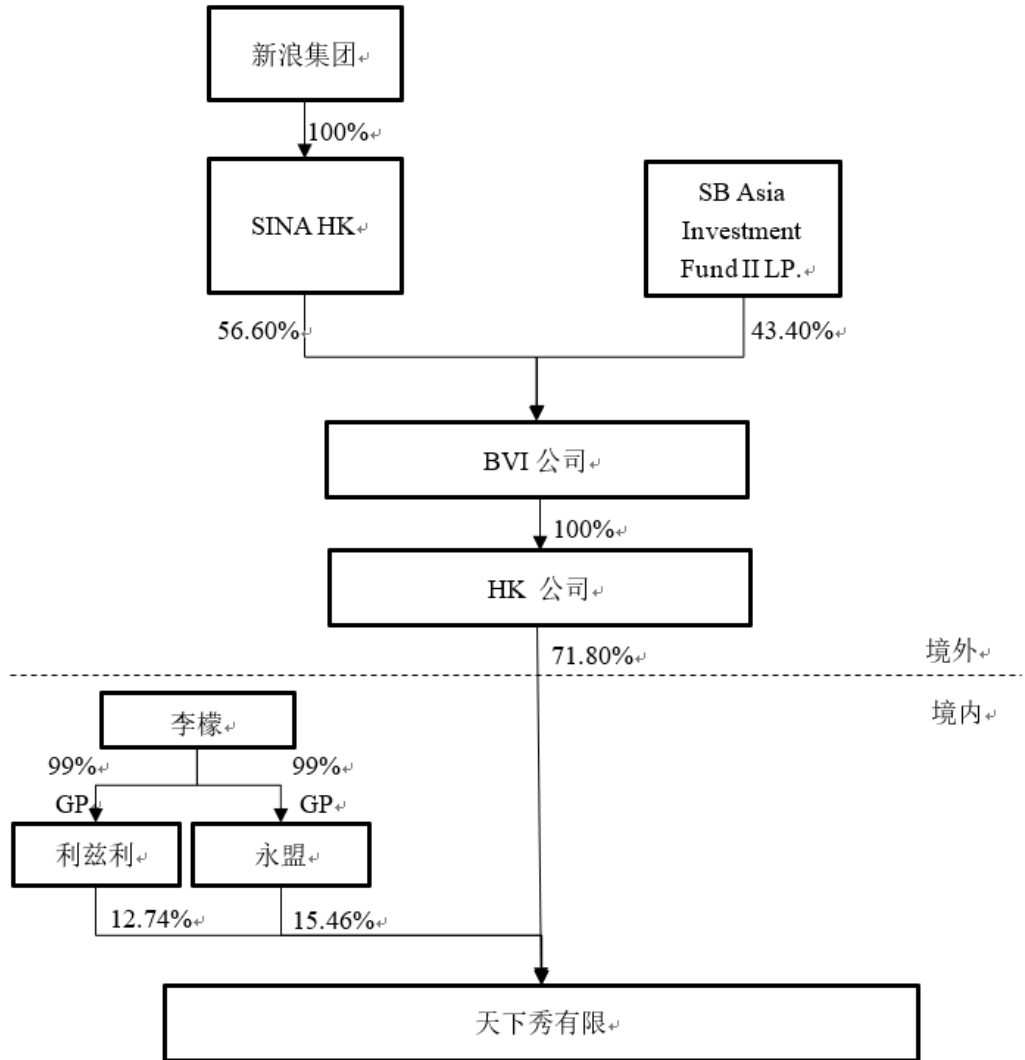 新浪集团
100%
SINA HK
SB Asia
Investment
Fund II LP.
56.60%
43.40%
BVI 公司
100%
HK 公司
71.80%
境外
境内
李檬
99%
99%
GP
GP
利兹利
永盟
12.74%
15.46%
天下秀有限